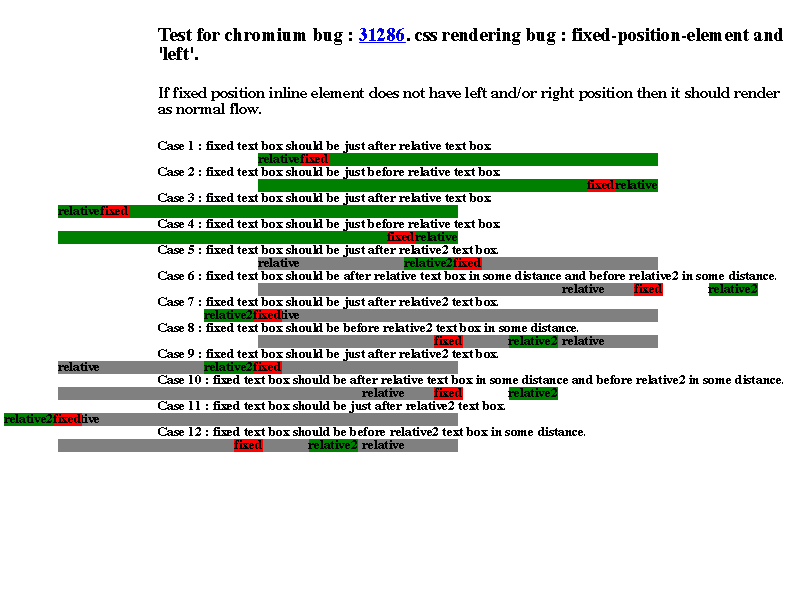 Test for chromium bug : 31286. css rendering bug : fixed-position-element and
'left'.
If fixed position inline element does not have left and/or right position then it should render
as normal flow.
Case 1 : fixed text box should be just after relative text box
relativefixed
Case 2 : fixed text box should be just before relative text box
fixedrelative
Case 3 : fixed text box should be just after relative text box
relativefixed
Case 4 : fixed text box should be just before relative text box
fixedrelative
Case 5 : fixed text box should be just after relative2 text box.
relative relative2fixed
Case 6 : fixed text box should be after relative text box in some distance and before relative2 in some distance.
relative fixed relative2
Case 7 : fixed text box should be just after relative2 text box.
relative2fixedtive
Case 8 : fixed text box should be before relative2 text box in some distance.
fixed relative2 relative
Case 9 : fixed text box should be just after relative2 text box.
relative relative2fixed
Case 10 : fixed text box should be after relative text box in some distance and before relative2 in some distance.
relative fixed relative2
Case 11 : fixed text box should be just after relative2 text box.
relative2fixedtive
Case 12 : fixed text box should be before relative2 text box in some distance.
fixed relative2 relative